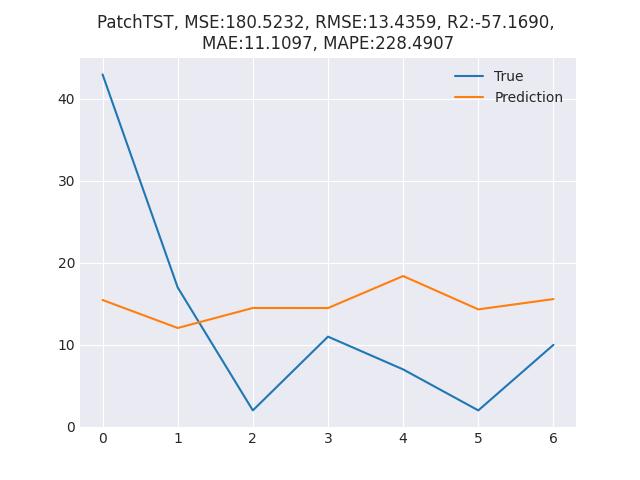 PatchTST, MSE:180.5232, RMSE:13.4359, R2:-57.1690,
MAE:11.1097, MAPE:228.4907
True
Prediction
40
30
20
10
0
0 1 2 3 4 5 6